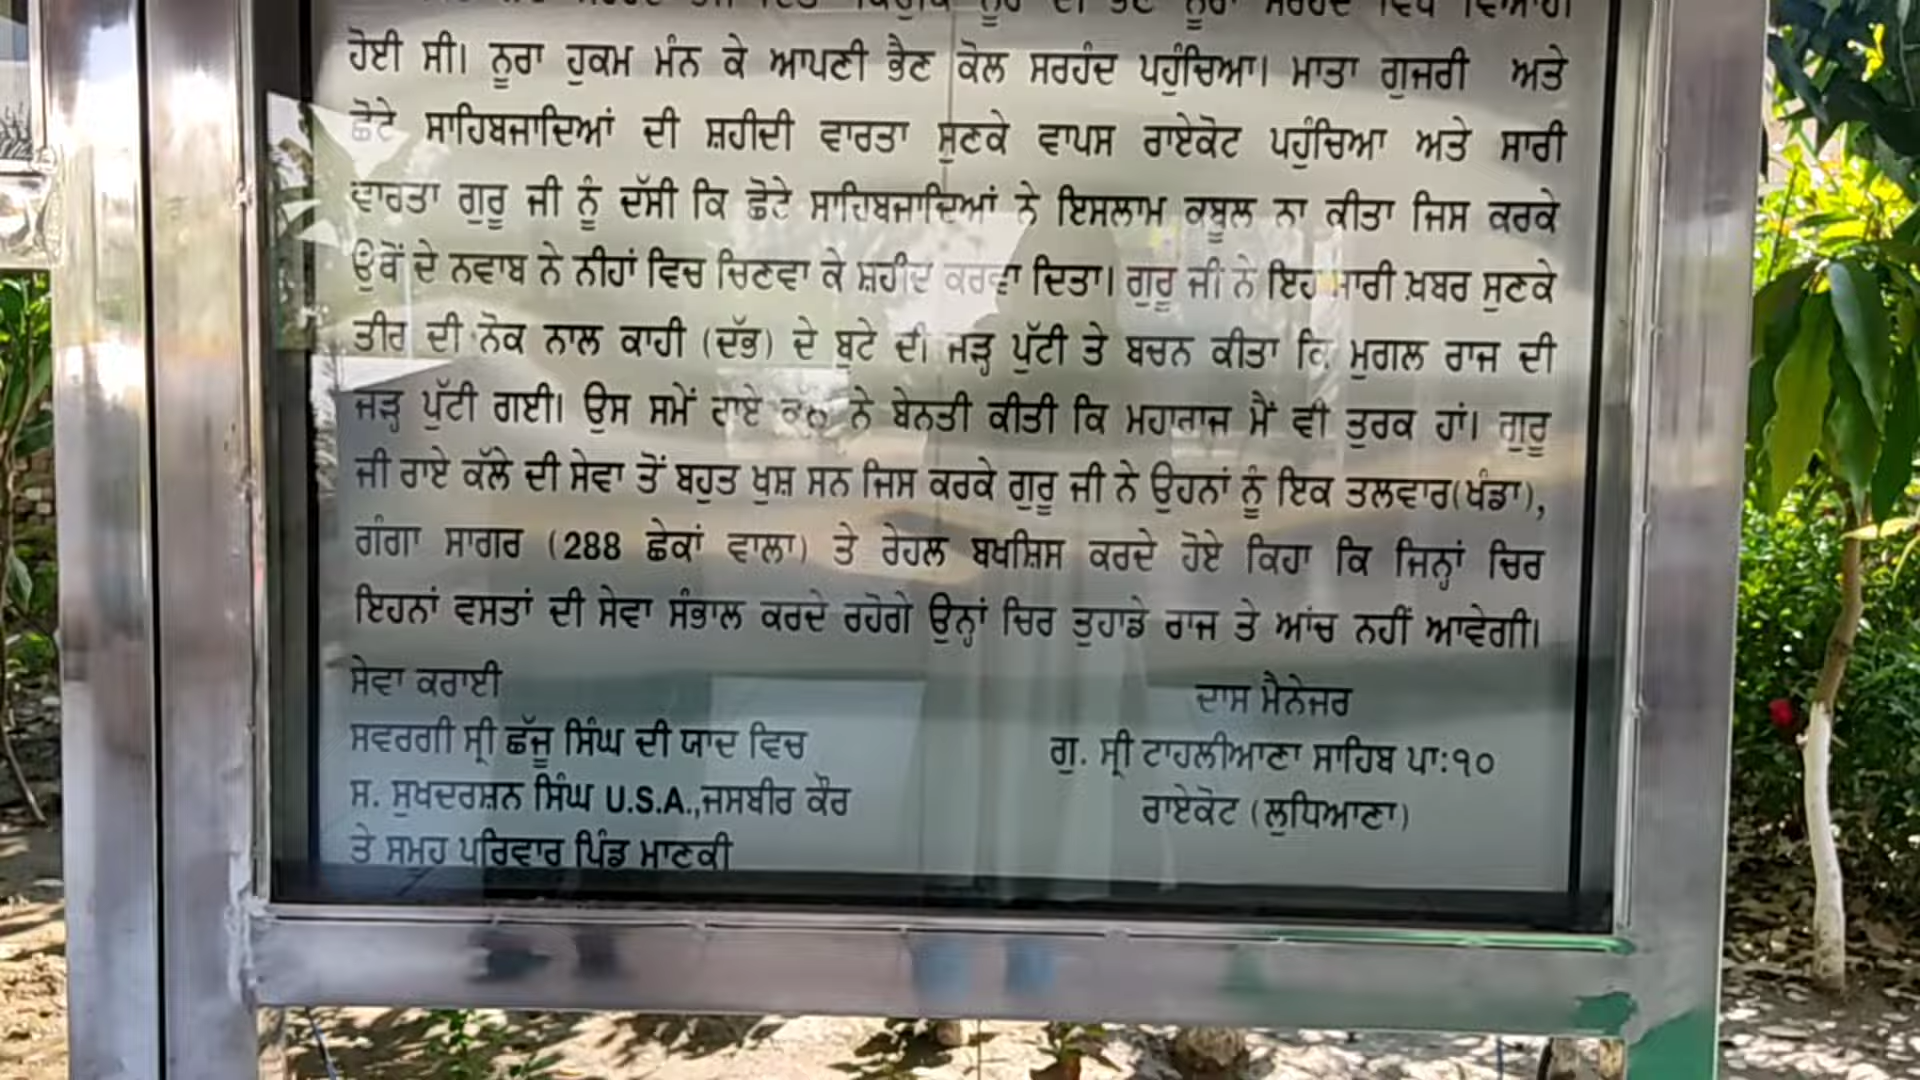 ਨੂਰੇ ਦੀ ਭੈਣ ਨੂਰਾਂ ਸਰਹੰਦ ਵਿਖੇ ਵਿਆਹੀ
ਹੋਈ ਸੀ। ਨੂਰਾ ਹੁਕਮ ਮੰਨ ਕੇ ਆਪਣੀ ਭੈਣ ਕੋਲ ਸਰਹੰਦ ਪਹੁੰਚਿਆ। ਮਾਤਾ ਗੁਜਰੀ ਅਤੇ
ਛੋਟੇ ਸਾਹਿਬਜਾਦਿਆਂ ਦੀ ਸ਼ਹੀਦੀ ਵਾਰਤਾ ਸੁਣਕੇ ਵਾਪਸ ਰਾਏਕੋਟ ਪਹੁੰਚਿਆ ਅਤੇ ਸਾਰੀ
ਵਾਰਤਾ ਗੁਰੂ ਜੀ ਨੂੰ ਦੱਸੀ ਕਿ ਛੋਟੇ ਸਾਹਿਬਜਾਦਿਆਂ ਨੇ ਇਸਲਾਮ ਕਬੂਲ ਨਾ ਕੀਤਾ ਜਿਸ ਕਰਕੇ
ਉਥੋਂ ਦੇ ਨਵਾਬ ਨੇ ਨੀਹਾਂ ਵਿਚ ਚਿਣਵਾ ਕੇ ਸ਼ਹੀਦ ਕਰਵਾ ਦਿਤਾ। ਗੁਰੂ ਜੀ ਨੇ ਇਹ ਸਾਰੀ ਖ਼ਬਰ ਸੁਣਕੇ
ਤੀਰ ਦੀ ਨੋਕ ਨਾਲ ਕਾਹੀ (ਦੱਭ) ਦੇ ਬੁਟੇ ਦੀ ਜੜ੍ਹ ਪੁੱਟੀ ਤੇ ਬਚਨ ਕੀਤਾ ਕਿ ਮੁਗਲ ਰਾਜ ਦੀ
ਜੜ੍ਹ ਪੁੱਟੀ ਗਈ। ਉਸ ਸਮੇਂ ਰਾਏ ਕੱਲੇ ਨੇ ਬੇਨਤੀ ਕੀਤੀ ਕਿ ਮਹਾਰਾਜ ਮੈਂ ਵੀ ਤੁਰਕ ਹਾਂ। ਗੁਰੂ
ਜੀ ਰਾਏ ਕੱਲੇ ਦੀ ਸੇਵਾ ਤੋਂ ਬਹੁਤ ਖੁਸ਼ ਸਨ ਜਿਸ ਕਰਕੇ ਗੁਰੂ ਜੀ ਨੇ ਉਹਨਾਂ ਨੂੰ ਇਕ ਤਲਵਾਰ(ਖੰਡਾ),
ਗੰਗਾ ਸਾਗਰ (288 ਛੇਕਾਂ ਵਾਲਾ) ਤੇ ਰੇਹਲ ਬਖਸ਼ਿਸ ਕਰਦੇ ਹੋਏ ਕਿਹਾ ਕਿ ਜਿਨ੍ਹਾਂ ਚਿਰ
ਇਹਨਾਂ ਵਸਤਾਂ ਦੀ ਸੇਵਾ ਸੰਭਾਲ ਕਰਦੇ ਰਹੋਗੇ ਉਨ੍ਹਾਂ ਚਿਰ ਤੁਹਾਡੇ ਰਾਜ ਤੇ ਆਂਚ ਨਹੀਂ ਆਵੇਗੀ।
ਸੇਵਾ ਕਰਾਈ
ਸਵਰਗੀ ਸ੍ਰੀ ਛੱਜੂ ਸਿੰਘ ਦੀ ਯਾਦ ਵਿਚ
ਸ. ਸੁਖਦਰਸ਼ਨ ਸਿੰਘ U.S.A.,ਜਸਬੀਰ ਕੌਰ
ਤੇ ਸਮੂਹ ਪਰਿਵਾਰ ਪਿੰਡ ਮਾਣਕੀ
ਦਾਸ ਮੈਨੇਜਰ
ਗੁ. ਸ੍ਰੀ ਟਾਹਲੀਆਣਾ ਸਾਹਿਬ ਪਾ:੧੦
ਰਾਏਕੋਟ (ਲੁਧਿਆਣਾ)